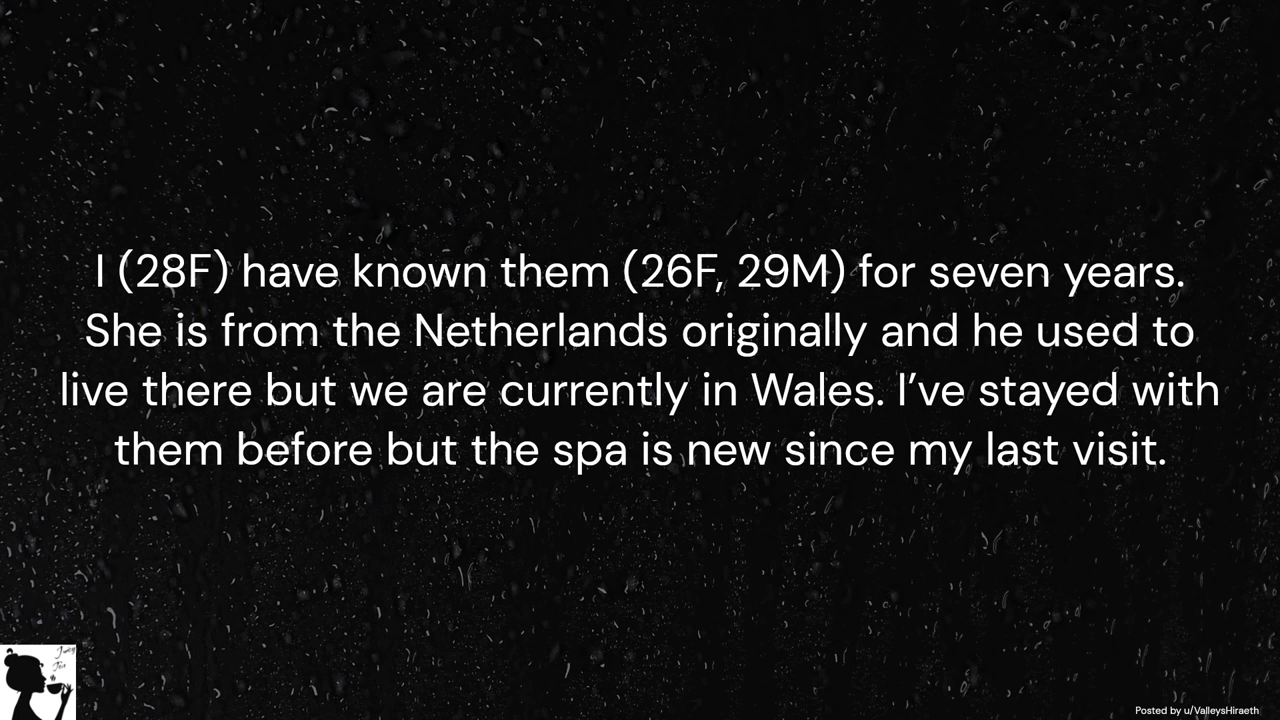 I (28F) have known them (26F, 29M) for seven years.
She is from the Netherlands originally and he used to
live there but we are currently in Wales. I’ve stayed with
them before but the spa is new since my last visit.
Posted by u/ValleysHiraeth